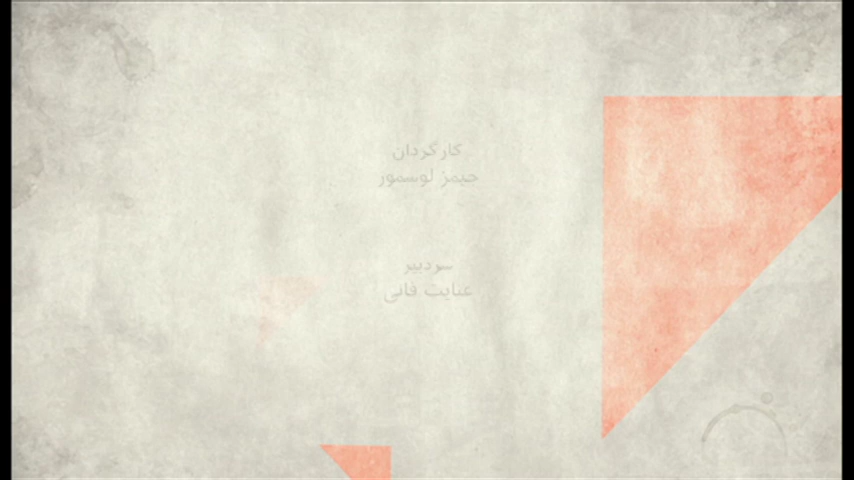 کارگردان
جیمز لوسمور
سردبیر
عنایت فانی